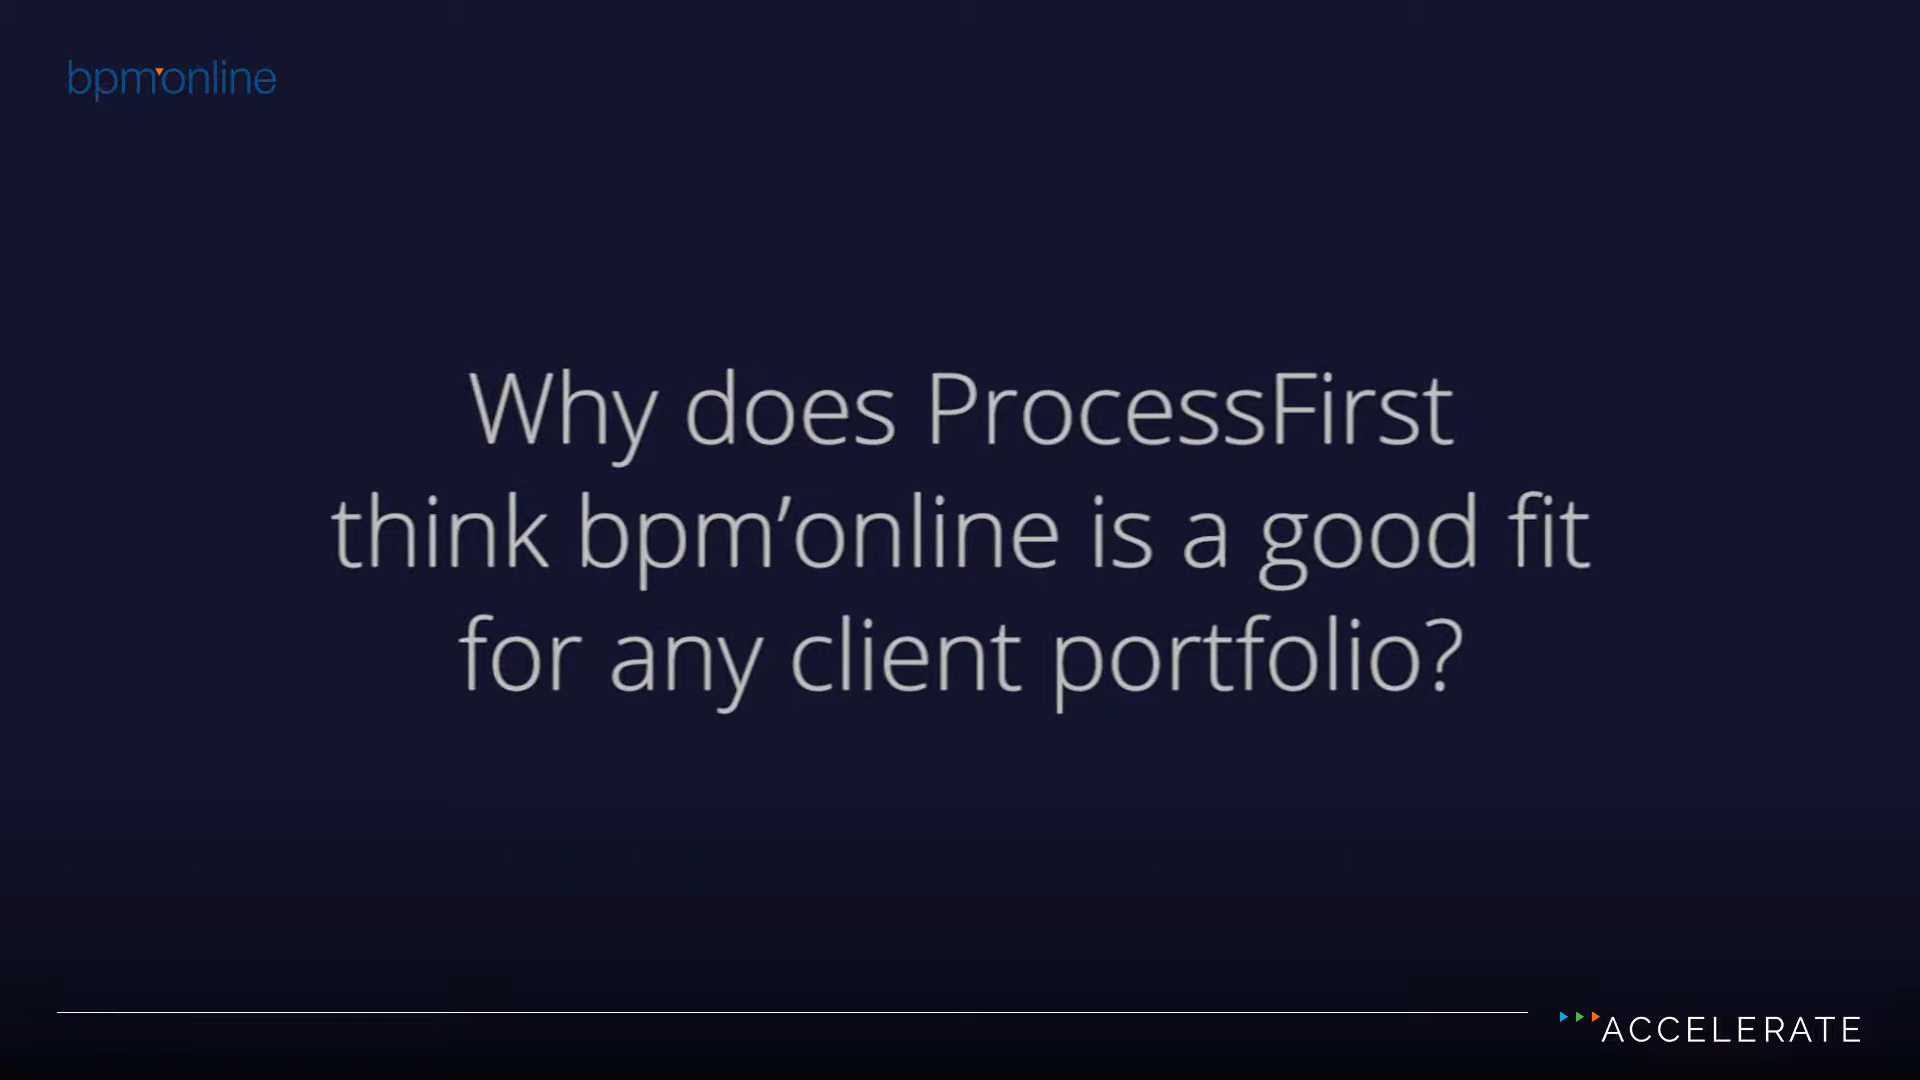 bpm'online
Why does ProcessFirst
think bpm’online is a good fit
for any client portfolio?
ACCELERATE